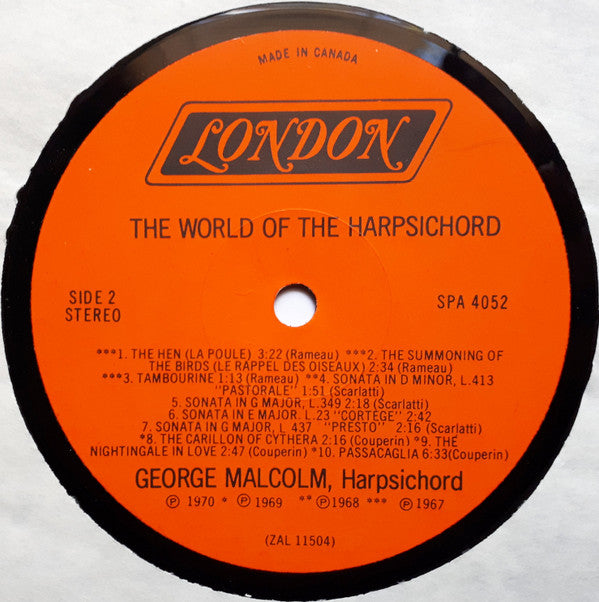 MADE IN CANADA
LONDON
THE WORLD OF THE HARPSICHORD
SIDE 2
STEREO
SPA 4052
***1. THE HEN (LA POULE) 3:22 (Rameau) ***2. THE SUMMONING OF
THE BIRDS (LE RAPPEL DES OISEAUX) 2:34 (Rameau)
***3. TAMBOURINE 1:13 (Rameau) **4. SONATA IN D MINOR, L.413
"PASTORALE" 1:51 (Scarlatti)
5. SONATA IN G MAJOR, L.349 2:18 (Scarlatti)
6. SONATA IN E MAJOR. L.23 "CORTEGE" 2:42
7. SONATA IN G MAJOR, L 437 "PRESTO" 2:16 (Scarlatti)
*8. THE CARILLON OF CYTHERA 2:16 (Couperin) *9. THE
NIGHTINGALE IN LOVE 2:47 (Couperin) *10. PASSACAGLIA 6:33(Couperin)
GEORGE MALCOLM, Harpsichord
℗ 1970 * ℗ 1969 ** ℗ 1968 *** ℗ 1967
(ZAL 11504)